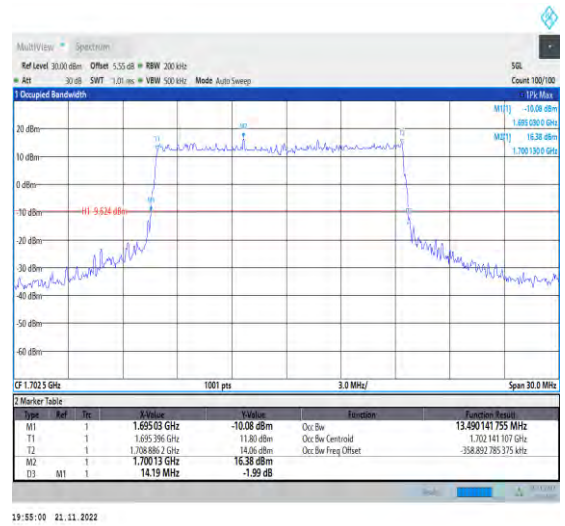 MultiView Spectrum
Ref Level 30.00 dBm Offset 5.55 dB RBW 200 kHz SGL
Att 30 dB SWT 1.01 ms VBW 500 kHz Mode Auto Sweep Count 100/100
1 Occupied Bandwidth 1Pk Max
M1[1] -10.08 dBm
1.695 030 0 GHz
M2[1] 16.38 dBm
1.700 130 0 GHz
20 dBm
10 dBm
0 dBm
-10 dBm
H1 -9.624 dBm
-20 dBm
-30 dBm
-40 dBm
-50 dBm
-60 dBm
M2
T1
T2
M1
CF 1.702 5 GHz 1001 pts 3.0 MHz/ Span 30.0 MHz
2 Marker Table
Type Ref Trc X-Value Y-Value Function Function Result
M1 1 1.695 03 GHz -10.08 dBm Occ Bw 13.490 141 755 MHz
T1 1 1.695 396 GHz 11.80 dBm Occ Bw Centroid 1.702 141 107 GHz
T2 1 1.708 886 2 GHz 14.06 dBm Occ Bw Freq Offset -358.892 785 375 kHz
M2 1 1.700 13 GHz 16.38 dBm
D3 M1 1 14.19 MHz -1.99 dB
19:55:00 21.11.2022